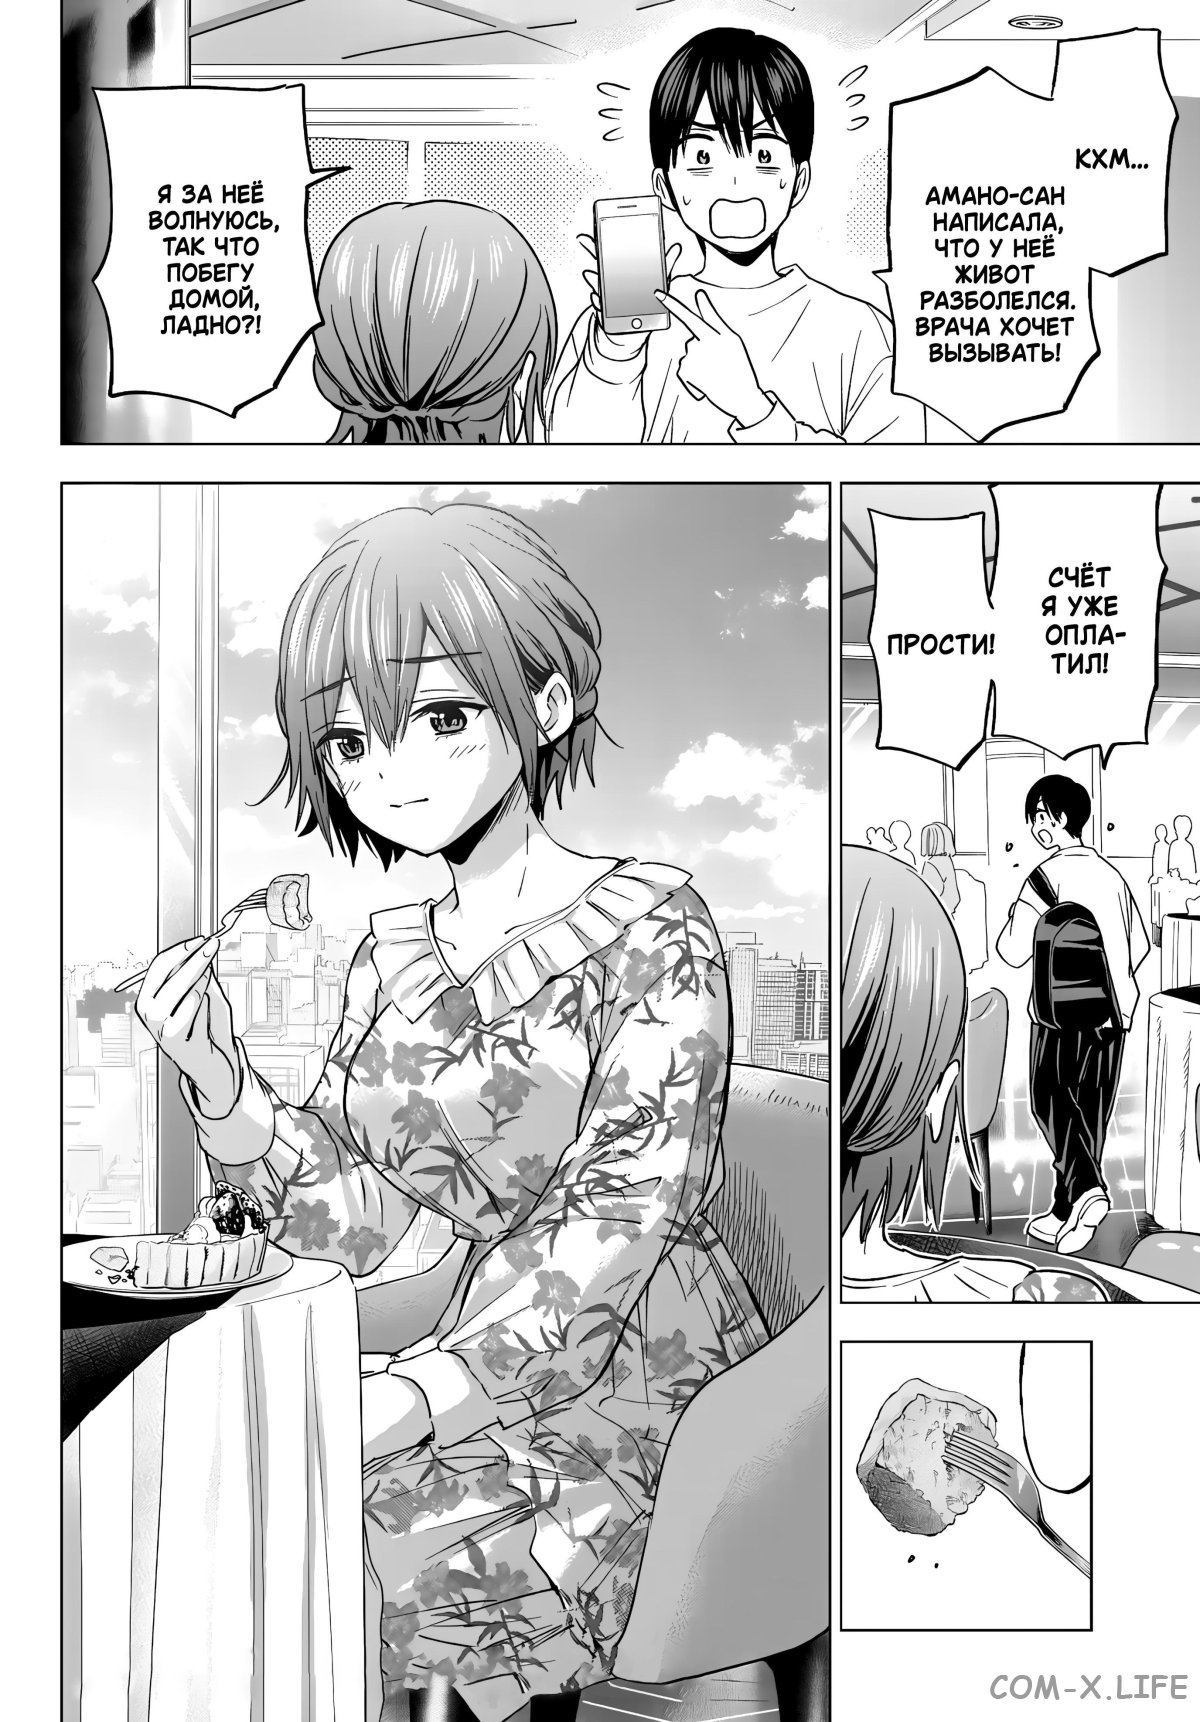 КХМ...
АМАНО-САН
НАПИСАЛА,
ЧТО У НЕЁ
ЖИВОТ
РАЗБОЛЕЛСЯ.
ВРАЧА ХОЧЕТ
ВЫЗЫВАТЬ!
Я ЗА НЕЁ
ВОЛНУЮСЬ,
ТАК ЧТО
ПОБЕГУ
ДОМОЙ,
ЛАДНО?!
СЧЁТ
Я УЖЕ
ОПЛА-
ТИЛ!
ПРОСТИ!
COM-X.LIFE